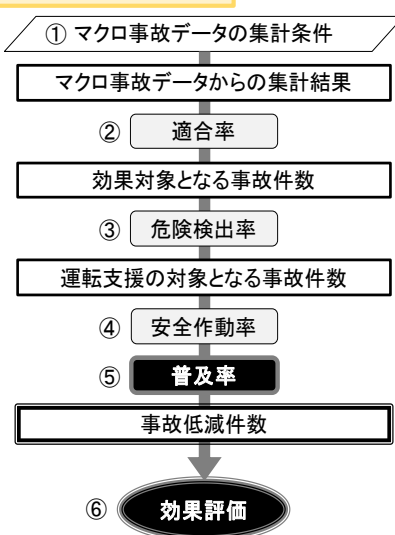 ① マクロ事故データの集計条件
マクロ事故データからの集計結果
② 適合率
効果対象となる事故件数
③ 危険検出率
運転支援の対象となる事故件数
④ 安全作動率
⑤ 普及率
事故低減件数
⑥ 効果評価